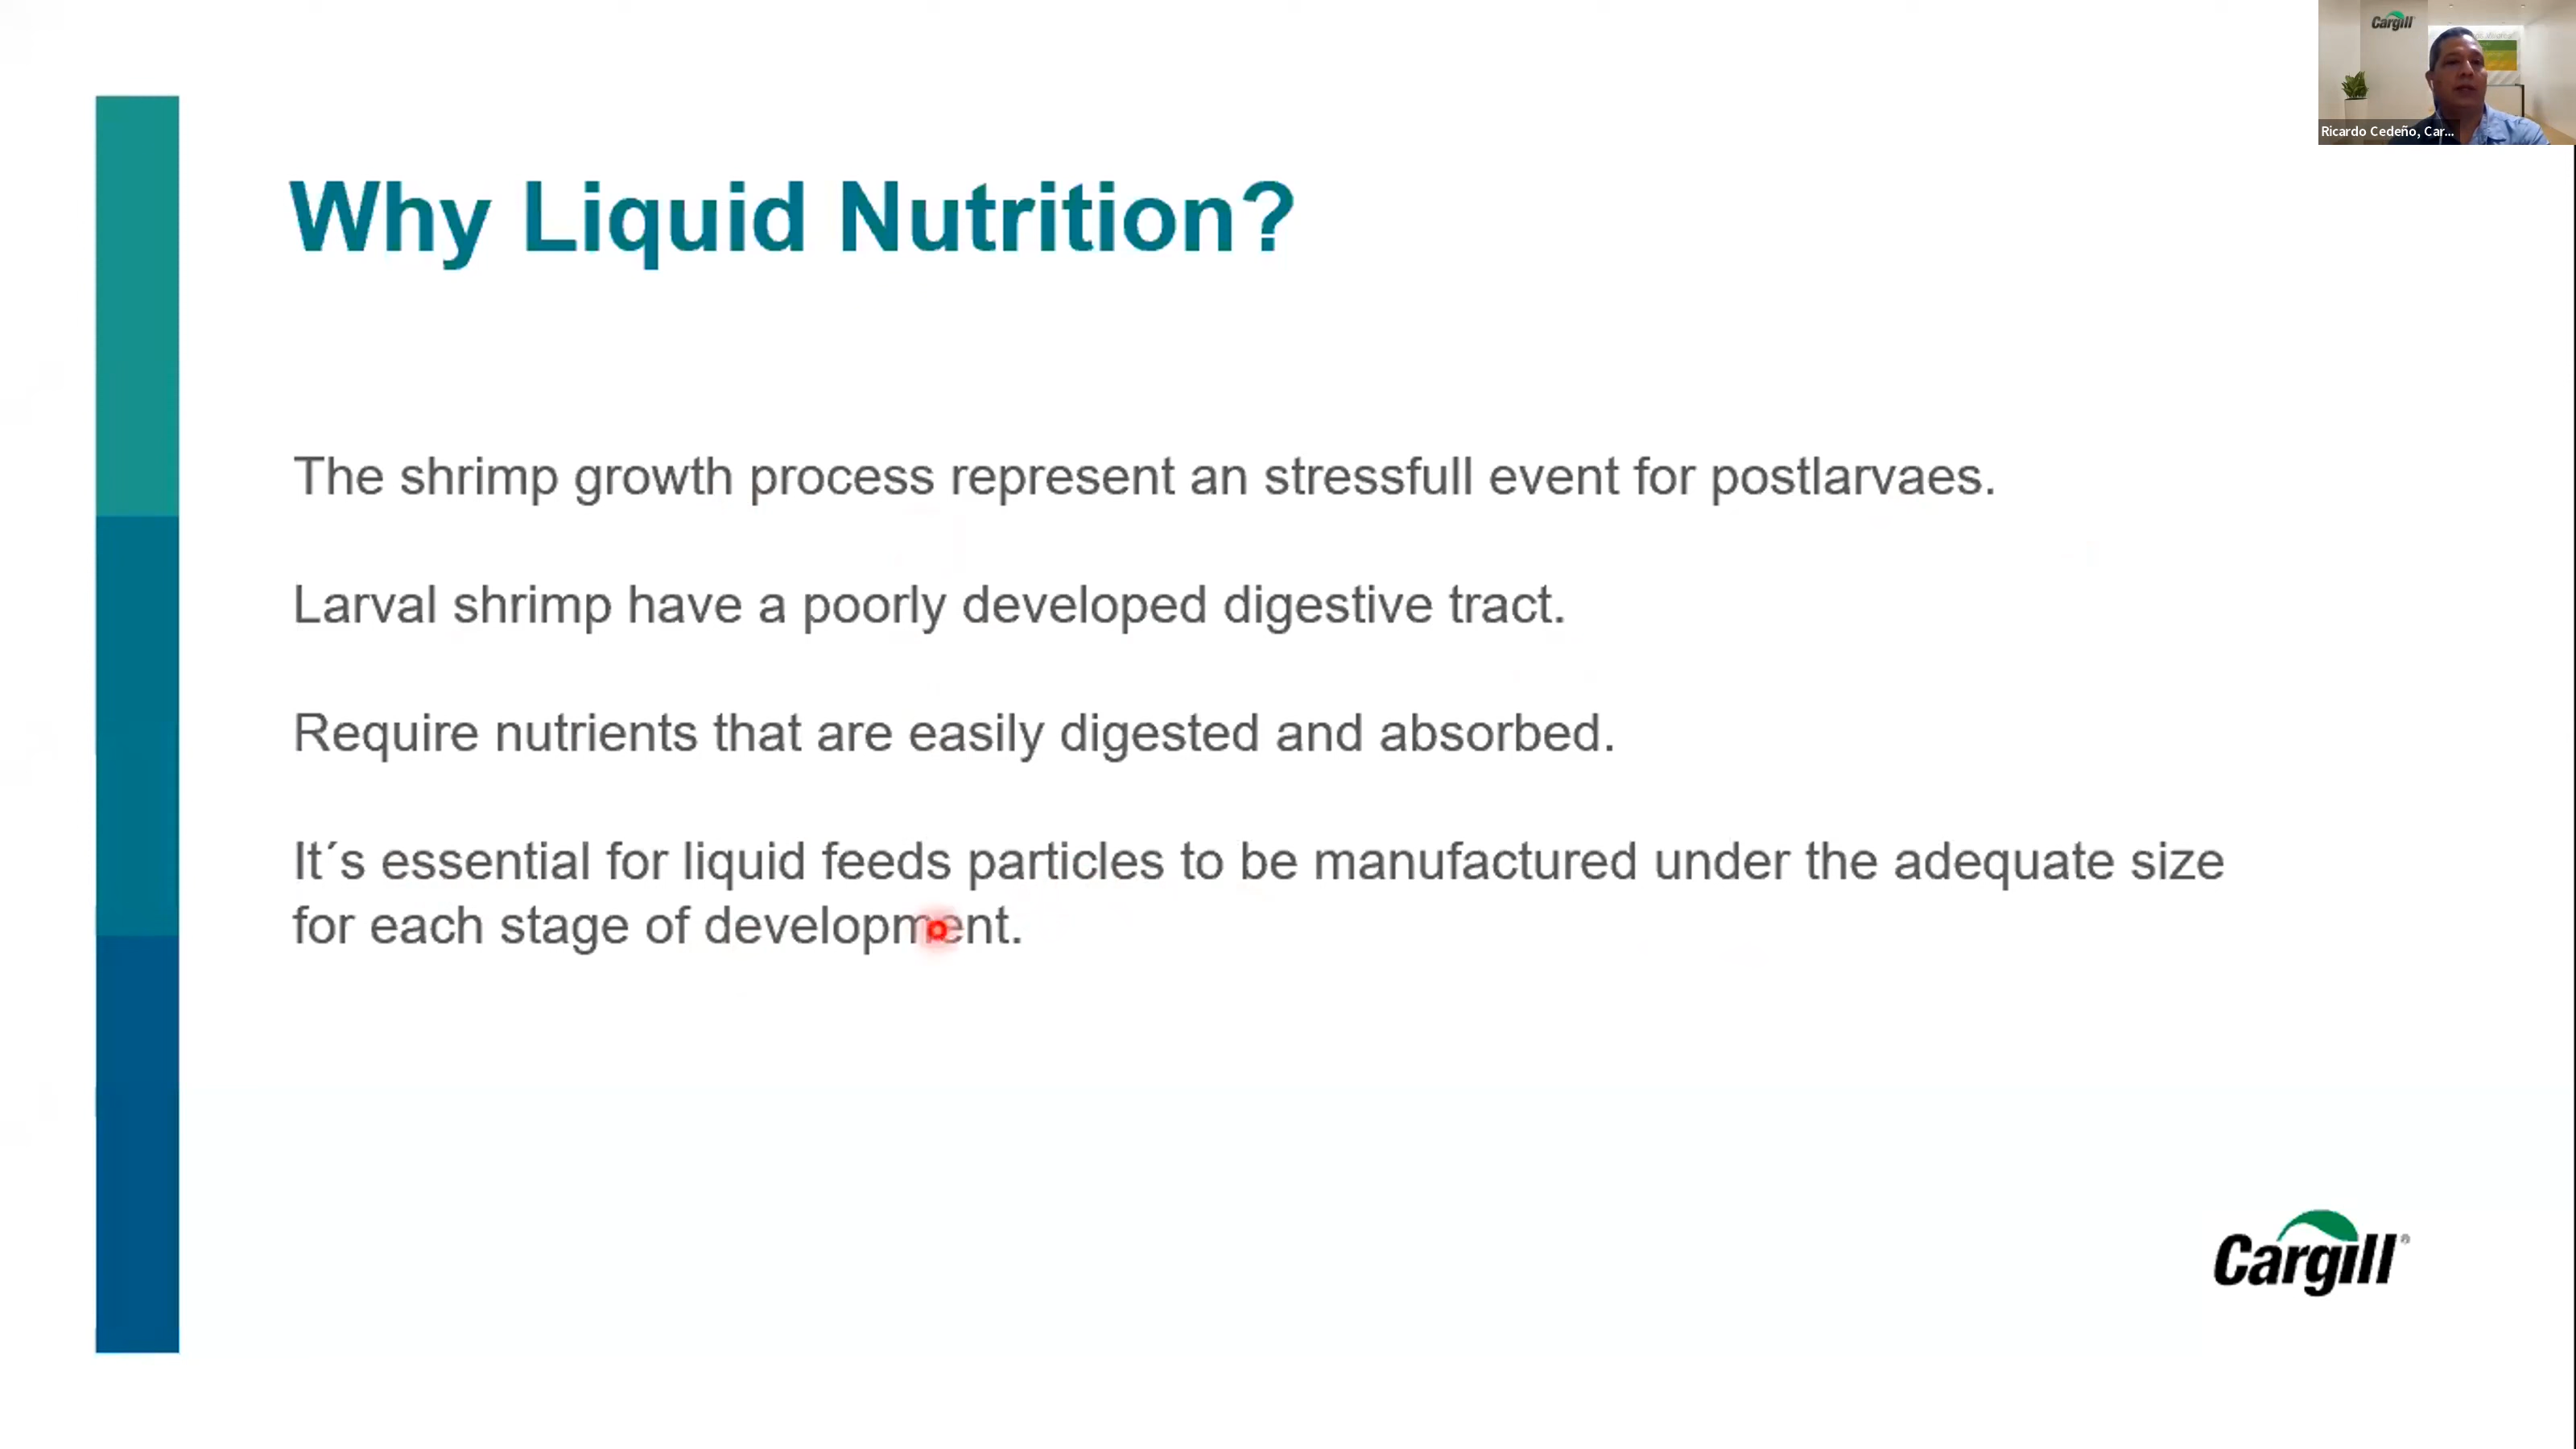 Cargill
Ricardo Cedeño, Car...
Why Liquid Nutrition?
The shrimp growth process represent an stressfull event for postlarvaes.
Larval shrimp have a poorly developed digestive tract.
Require nutrients that are easily digested and absorbed.
It´s essential for liquid feeds particles to be manufactured under the adequate size
for each stage of development.
Cargill®